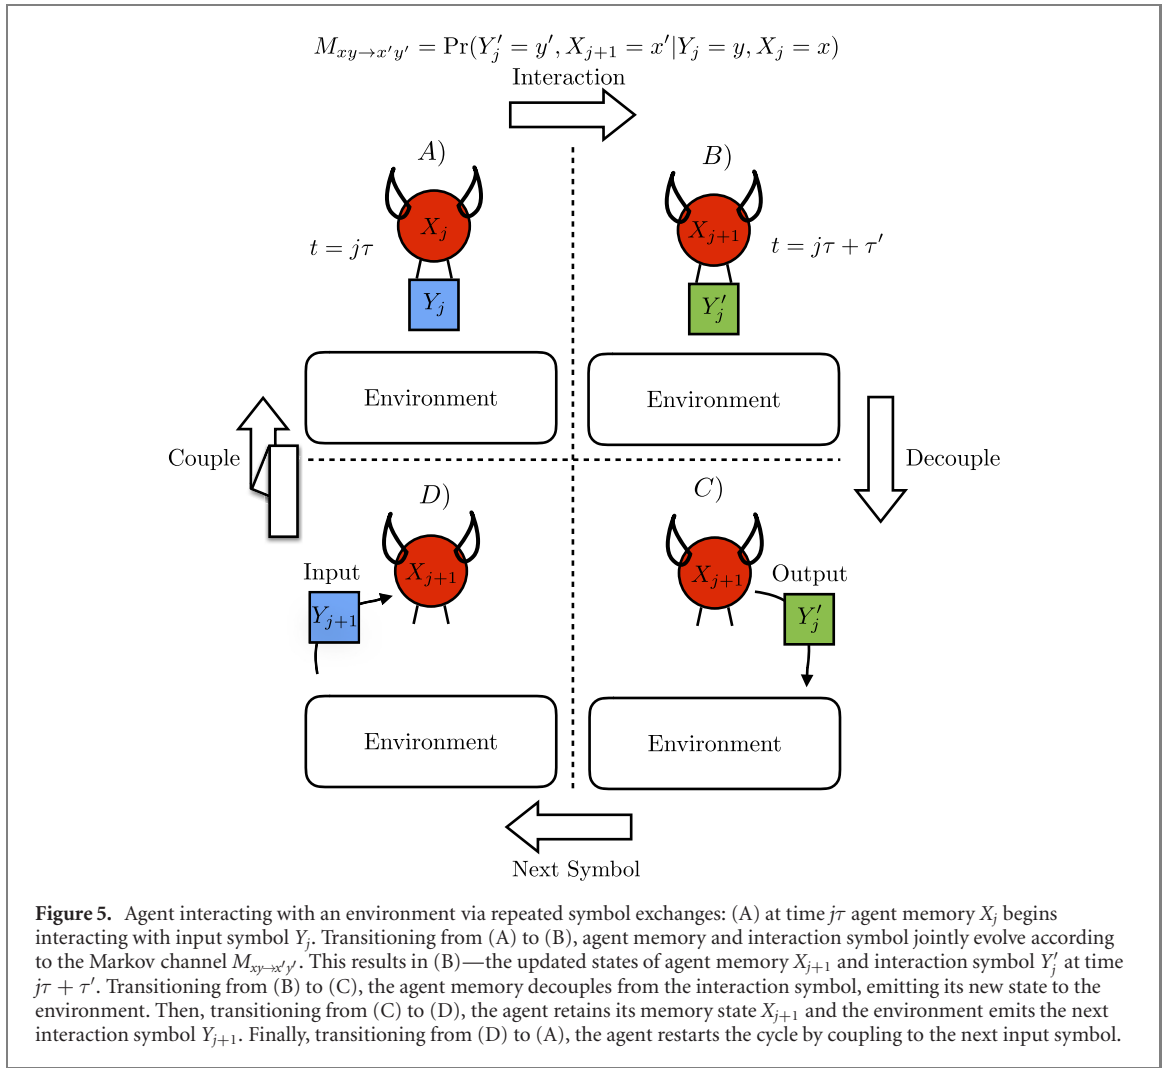 M_{xy→x′y′} = Pr(Y′_j = y′, X_{j+1} = x′|Y_j = y, X_j = x)
Interaction
A)
B)
X_j
X_{j+1}
t = jτ
t = jτ + τ′
Y_j
Y′_j
Environment
Environment
Couple
Decouple
D)
C)
Input
X_{j+1}
X_{j+1}
Output
Y_{j+1}
Y′_j
Environment
Environment
Next Symbol
Figure 5. Agent interacting with an environment via repeated symbol exchanges: (A) at time jτ agent memory X_j begins
interacting with input symbol Y_j. Transitioning from (A) to (B), agent memory and interaction symbol jointly evolve according
to the Markov channel M_{xy→x′y′}. This results in (B)—the updated states of agent memory X_{j+1} and interaction symbol Y′_j at time
jτ + τ′. Transitioning from (B) to (C), the agent memory decouples from the interaction symbol, emitting its new state to the
environment. Then, transitioning from (C) to (D), the agent retains its memory state X_{j+1} and the environment emits the next
interaction symbol Y_{j+1}. Finally, transitioning from (D) to (A), the agent restarts the cycle by coupling to the next input symbol.